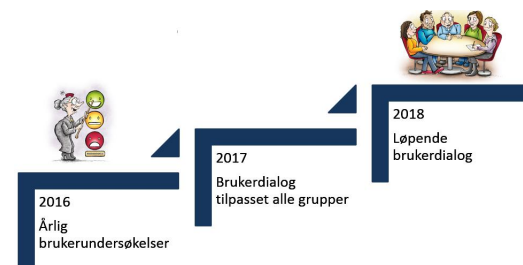 2016
Årlig
brukerundersøkelser
2017
Brukerdialog
tilpasset alle grupper
2018
Løpende
brukerdialog